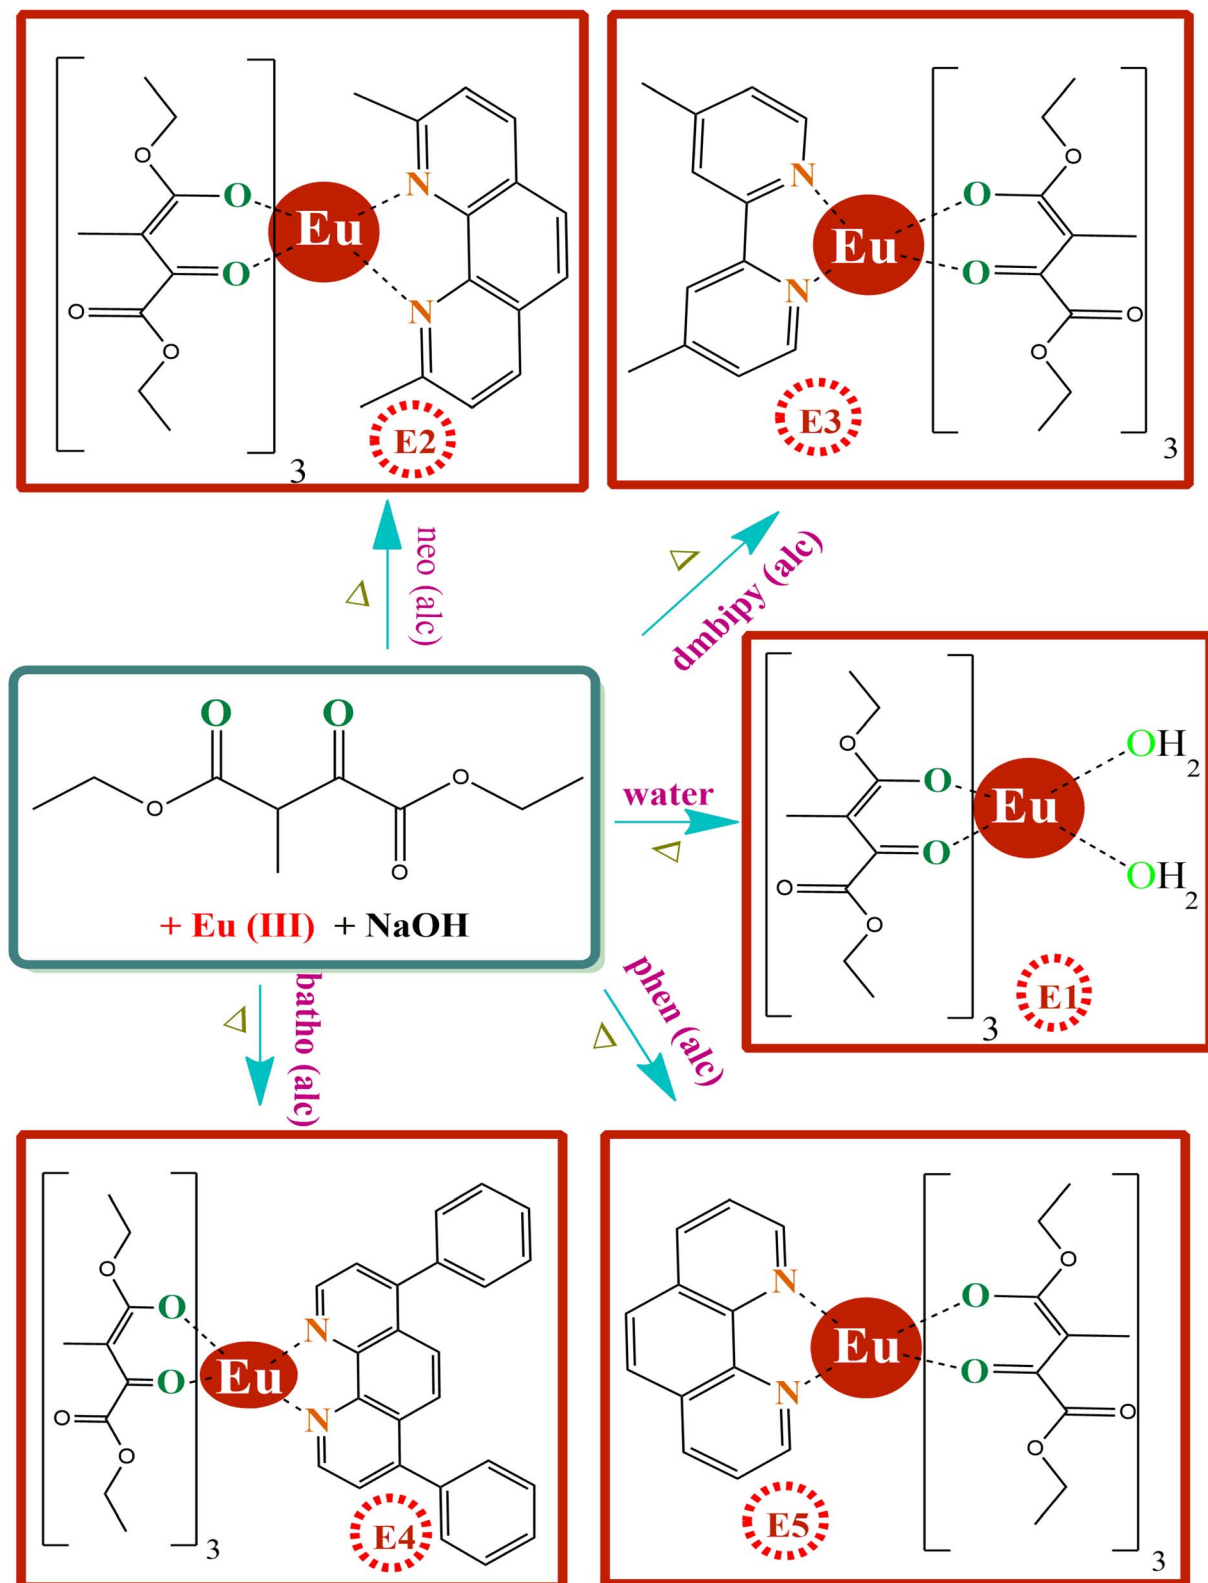 O
O
O
O
Eu
N
N
O
O
3
E2
N
N
Eu
O
O
O
O
O
3
E3
neo (alc)
Δ
Δ
dmbipy (alc)
O
O
O
O
O
+ Eu (III) + NaOH
water
Δ
O
O
O
O
O
Eu
OH2
OH2
3
E1
batho (alc)
Δ
phen (alc)
Δ
O
O
O
O
O
Eu
N
N
3
E4
N
N
Eu
O
O
O
O
O
3
E5